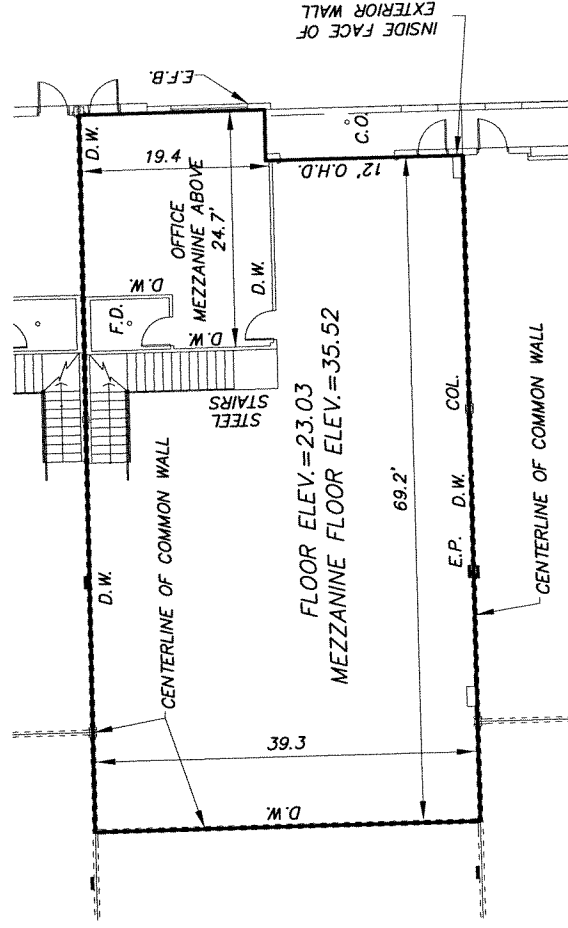 INSIDE FACE OF
EXTERIOR WALL
E.F.B.
D.W.
19.4
C.O.
12' O.H.D.
OFFICE
MEZZANINE ABOVE
24.7'
D.W.
D.W.
F.D.
D.W.
STEEL
STAIRS
FLOOR ELEV.=23.03
MEZZANINE FLOOR ELEV.=35.52
COL.
69.2'
D.W.
E.P.
CENTERLINE OF COMMON WALL
CENTERLINE OF COMMON WALL
D.W.
39.3
D.W.